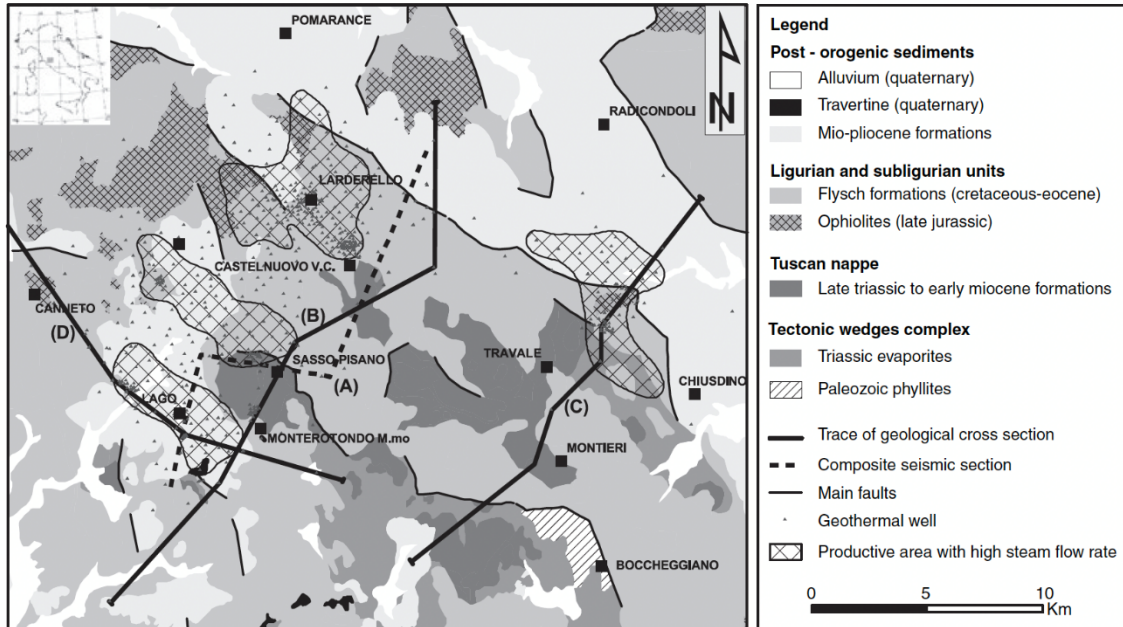 POMARANCE
N
RADICONDOLI
LARDERELLO
CASTELNUOVO V.C.
CANNETO
(D)
(B)
SASSO PISANO
(A)
TRAVALE
CHIUSDINO
LAGO
(C)
MONTEROTONDO M.mo
MONTIERI
BOCCHEGGIANO
Legend
Post - orogenic sediments
Alluvium (quaternary)
Travertine (quaternary)
Mio-pliocene formations
Ligurian and subligurian units
Flysch formations (cretaceous-eocene)
Ophiolites (late jurassic)
Tuscan nappe
Late triassic to early miocene formations
Tectonic wedges complex
Triassic evaporites
Paleozoic phyllites
Trace of geological cross section
Composite seismic section
Main faults
Geothermal well
Productive area with high steam flow rate
0 5 10
Km